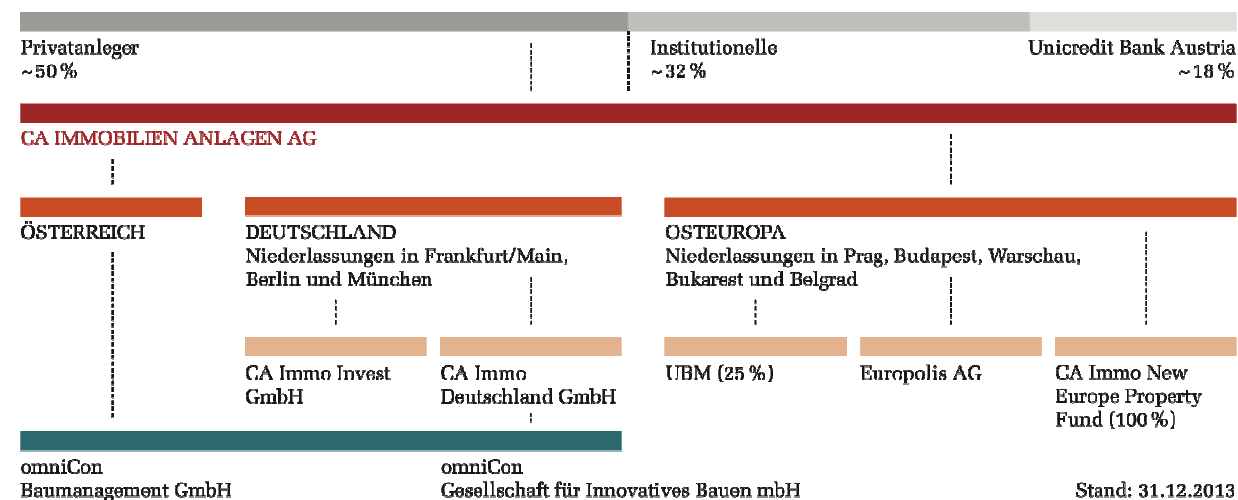 Privatanleger
~50 %
Institutionelle
~32 %
Unicredit Bank Austria
~18 %
CA IMMOBILIEN ANLAGEN AG
ÖSTERREICH
DEUTSCHLAND
Niederlassungen in Frankfurt/Main,
Berlin und München
OSTEUROPA
Niederlassungen in Prag, Budapest, Warschau,
Bukarest und Belgrad
CA Immo Invest
GmbH
CA Immo
Deutschland GmbH
UBM (25 %)
Europolis AG
CA Immo New
Europe Property
Fund (100 %)
omniCon
Baumanagement GmbH
omniCon
Gesellschaft für Innovatives Bauen mbH
Stand: 31.12.2013